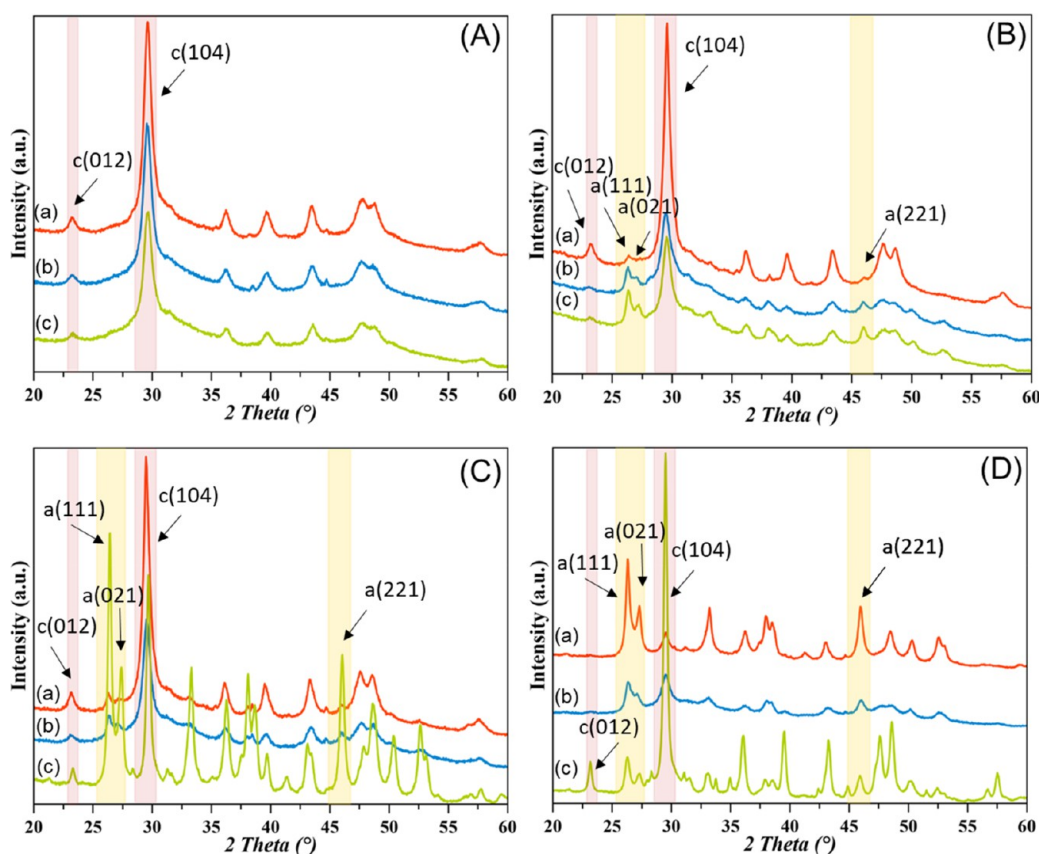 (A)
c(104)
c(012)
(a)
(b)
(c)
Intensity (a.u.)
20 25 30 35 40 45 50 55 60
2 Theta (°)
(B)
c(104)
c(012)
a(111)
a(021)
a(221)
(a)
(b)
(c)
Intensity (a.u.)
20 25 30 35 40 45 50 55 60
2 Theta (°)
(C)
a(111)
c(104)
a(021)
a(221)
c(012)
(a)
(b)
(c)
Intensity (a.u.)
20 25 30 35 40 45 50 55 60
2 Theta (°)
(D)
a(021)
a(111)
c(104)
a(221)
(a)
(b)
c(012)
(c)
Intensity (a.u.)
20 25 30 35 40 45 50 55 60
2 Theta (°)